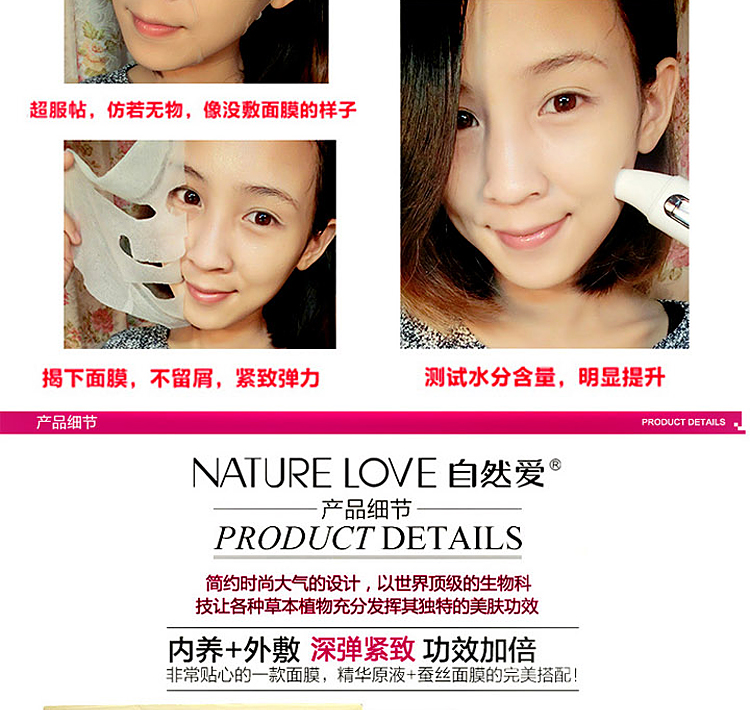 超服帖，仿若无物，像没敷面膜的样子
揭下面膜，不留屑，紧致弹力
测试水分含量，明显提升
产品细节
PRODUCT DETAILS
NATURE LOVE 自然爱®
产品细节
PRODUCT DETAILS
简约时尚大气的设计，以世界顶级的生物科
技让各种草本植物充分发挥其独特的美肤功效
内养+外敷 深弹紧致 功效加倍
非常贴心的一款面膜，精华原液+蚕丝面膜的完美搭配！